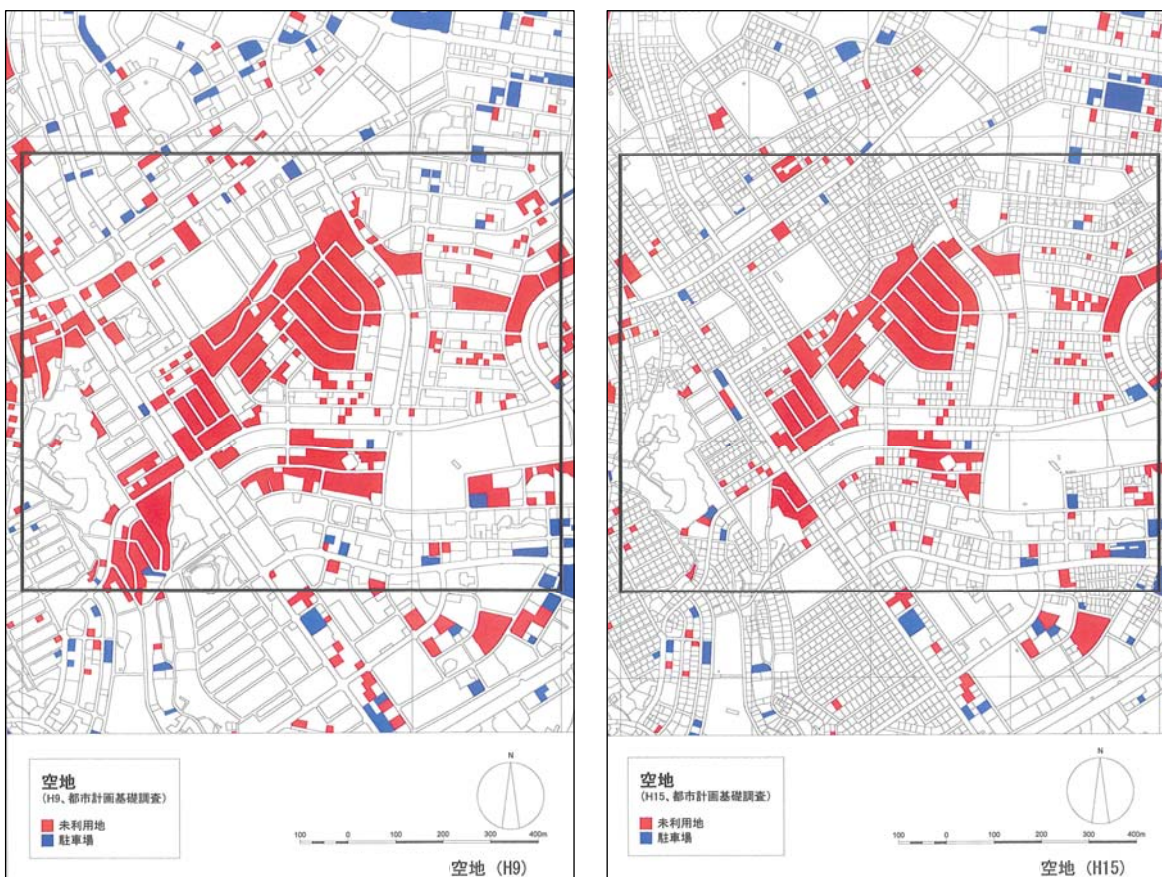 空地
(H9、都市計画基礎調査)
未利用地
駐車場
N
100 0 100 200 300 400m
空地 (H9)
空地
(H15、都市計画基礎調査)
未利用地
駐車場
N
100 0 100 200 300 400m
空地 (H15)